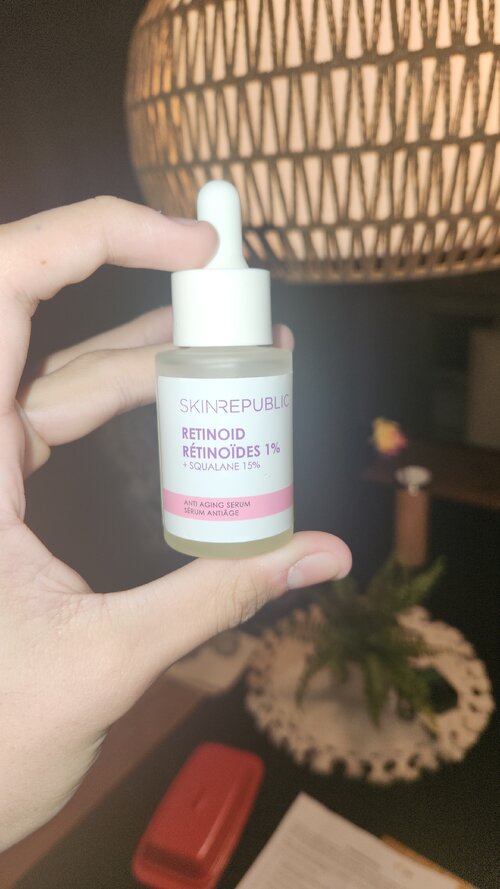 SKINREPUBLIC
RETINOID
RÉTINOÏDES 1%
+ SQUALANE 15%
ANTI AGING SERUM
SÉRUM ANTIÂGE